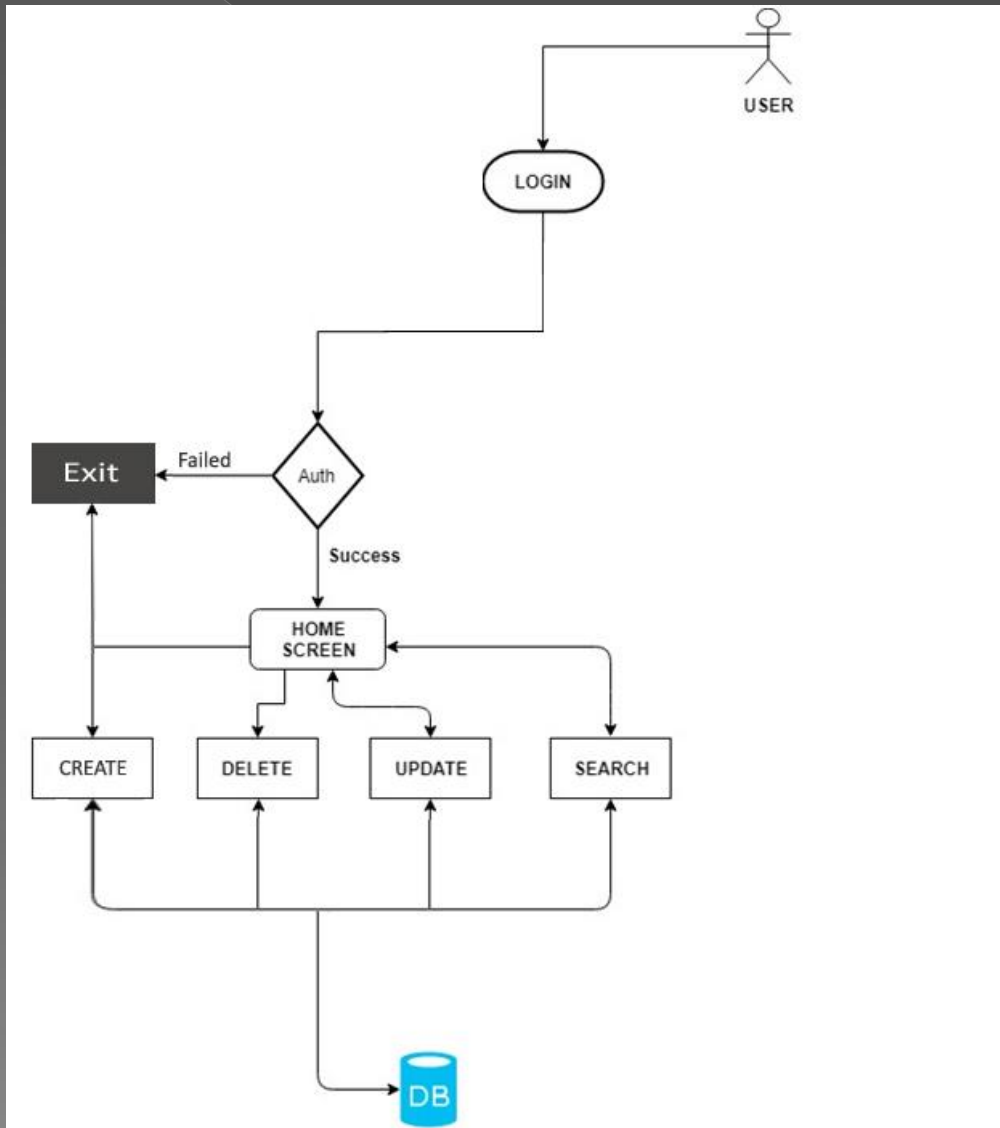 USER
LOGIN
Exit
Failed
Auth
Success
HOME
SCREEN
CREATE
DELETE
UPDATE
SEARCH
DB